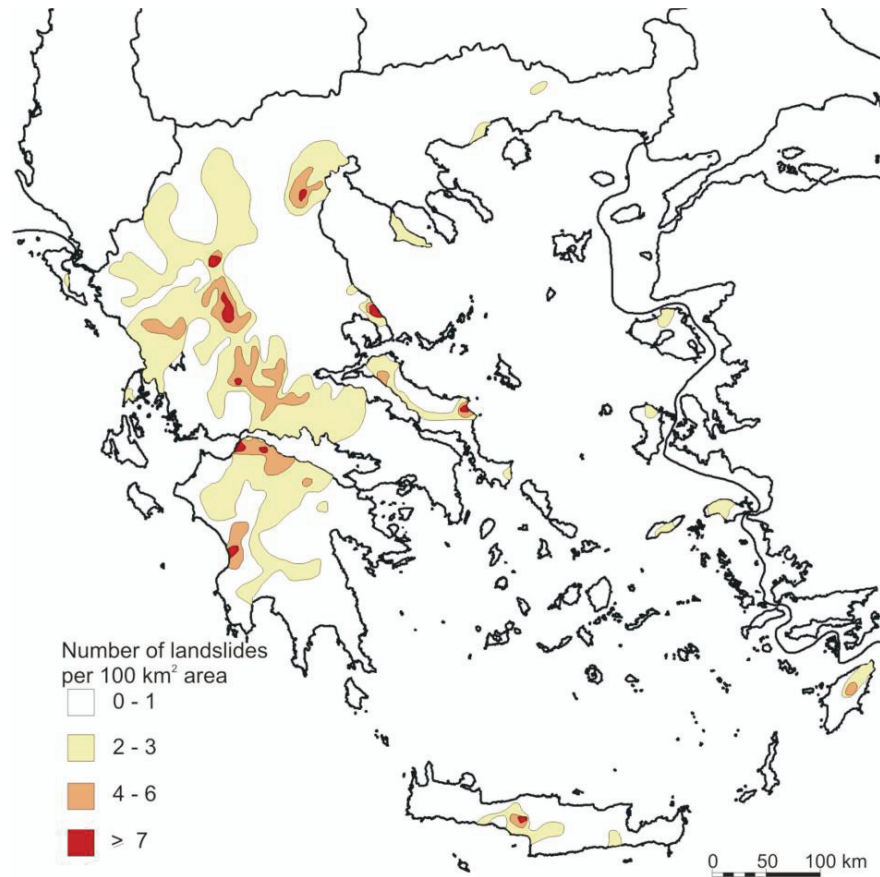 Number of landslides
per 100 km² area
0 - 1
2 - 3
4 - 6
> 7
0 50 100 km